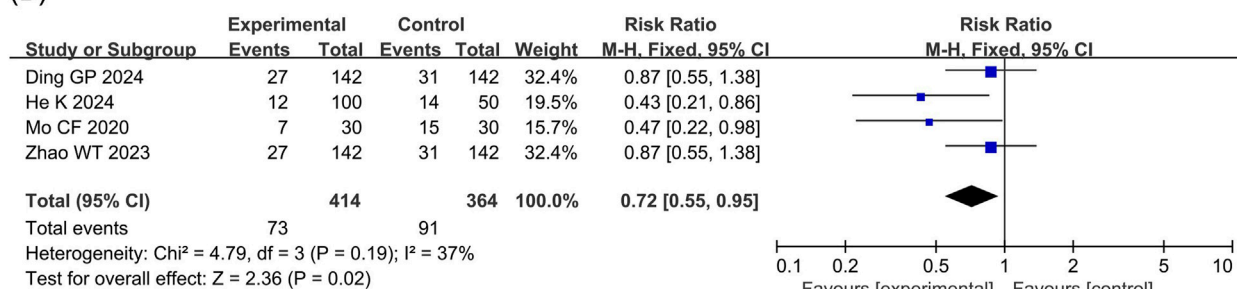 Experimental Control Risk Ratio Risk Ratio
Study or Subgroup Events Total Events Total Weight M-H, Fixed, 95% CI M-H, Fixed, 95% CI
Ding GP 2024 27 142 31 142 32.4% 0.87 [0.55, 1.38]
He K 2024 12 100 14 50 19.5% 0.43 [0.21, 0.86]
Mo CF 2020 7 30 15 30 15.7% 0.47 [0.22, 0.98]
Zhao WT 2023 27 142 31 142 32.4% 0.87 [0.55, 1.38]
Total (95% CI) 414 364 100.0% 0.72 [0.55, 0.95]
Total events 73 91
Heterogeneity: Chi² = 4.79, df = 3 (P = 0.19); I² = 37%
Test for overall effect: Z = 2.36 (P = 0.02)
0.1 0.2 0.5 1 2 5 10
Favours [experimental] Favours [control]